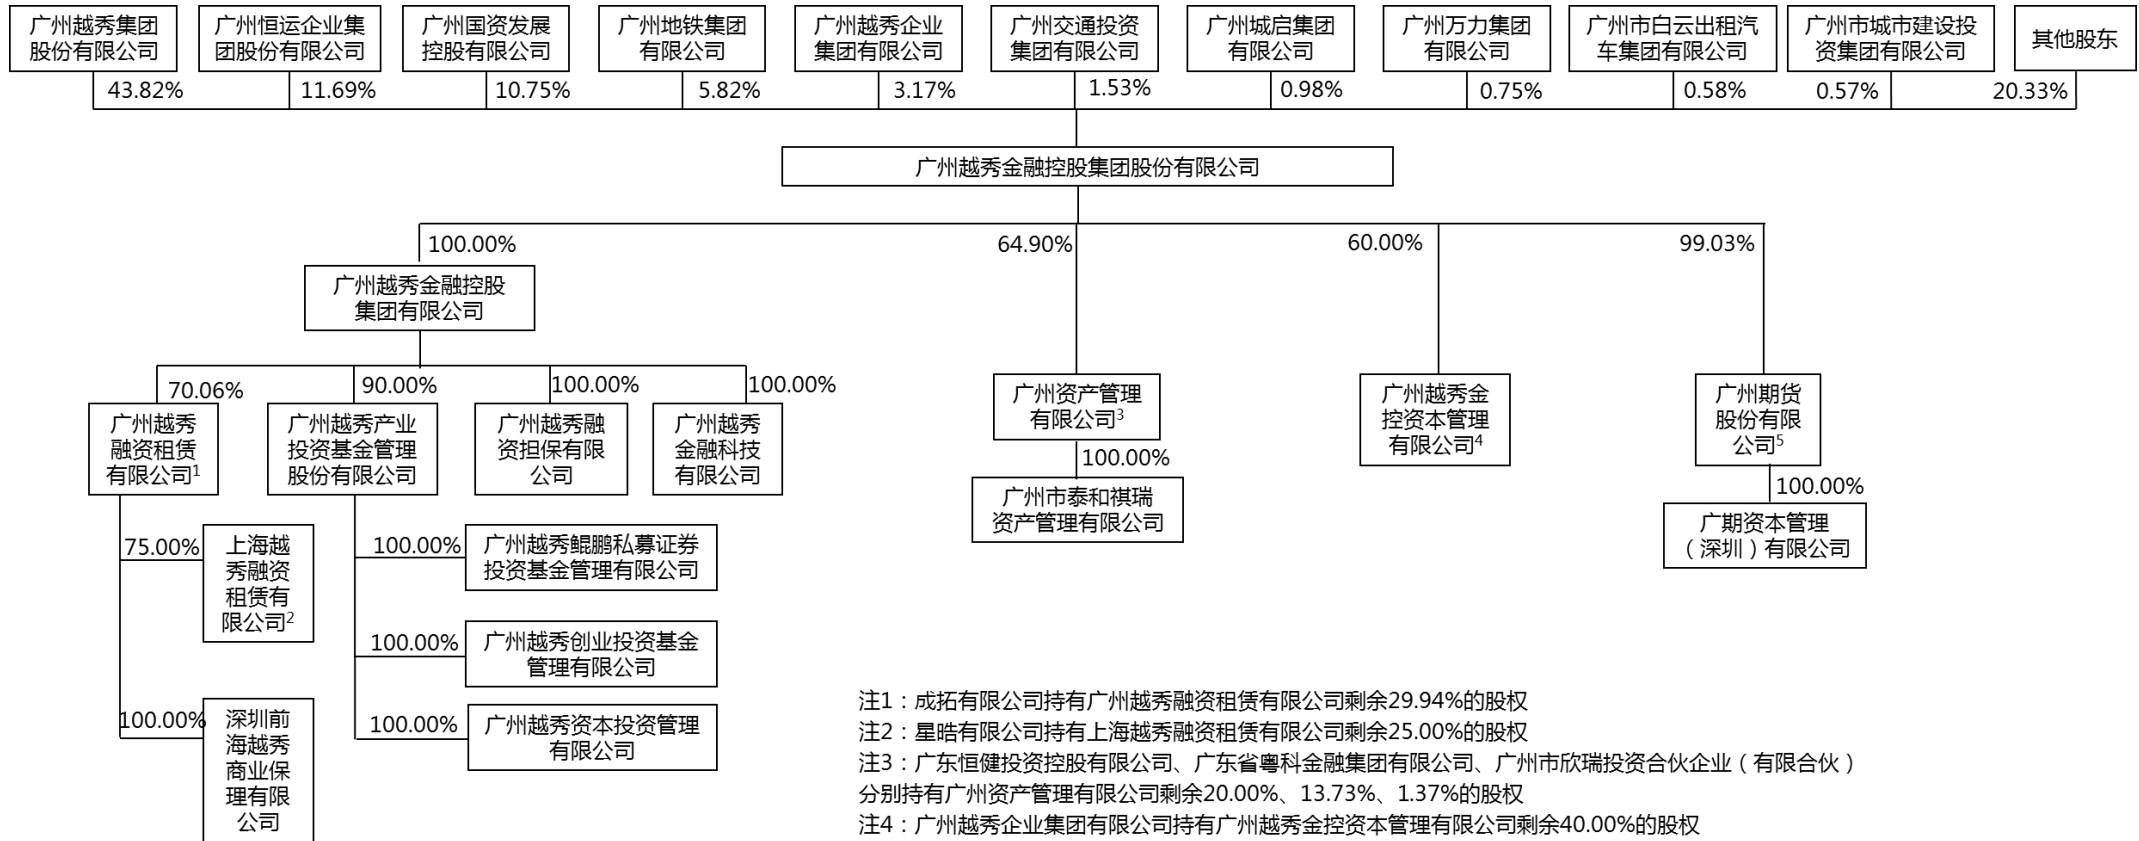 广州越秀集团
股份有限公司
广州恒运企业集
团股份有限公司
广州国资发展
控股有限公司
广州地铁集团
有限公司
广州越秀企业
集团有限公司
广州交通投资
集团有限公司
广州城启集团
有限公司
广州万力集团
有限公司
广州市白云出租汽
车集团有限公司
广州市城市建设投
资集团有限公司
其他股东
43.82%
11.69%
10.75%
5.82%
3.17%
1.53%
0.98%
0.75%
0.58%
0.57%
20.33%
广州越秀金融控股集团股份有限公司
100.00%
64.90%
60.00%
99.03%
广州越秀金融控股
集团有限公司
70.06%
90.00%
100.00%
100.00%
广州越秀
融资租赁
有限公司1
广州越秀产业
投资基金管理
股份有限公司
广州越秀融
资担保有限
公司
广州越秀
金融科技
有限公司
广州资产管理
有限公司3
广州越秀金
控资本管理
有限公司4
广州期货
股份有限
公司5
100.00%
广州市泰和祺瑞
资产管理有限公司
100.00%
广期资本管理
（深圳）有限公司
75.00%
上海越
秀融资
租赁有
限公司2
100.00%
深圳前
海越秀
商业保
理有限
公司
100.00%
广州越秀鲲鹏私募证券
投资基金管理有限公司
100.00%
广州越秀创业投资基金
管理有限公司
100.00%
广州越秀资本投资管理
有限公司
注1：成拓有限公司持有广州越秀融资租赁有限公司剩余29.94%的股权
注2：星晧有限公司持有上海越秀融资租赁有限公司剩余25.00%的股权
注3：广东恒健投资控股有限公司、广东省粤科金融集团有限公司、广州市欣瑞投资合伙企业（有限合伙）
分别持有广州资产管理有限公司剩余20.00%、13.73%、1.37%的股权
注4：广州越秀企业集团有限公司持有广州越秀金控资本管理有限公司剩余40.00%的股权